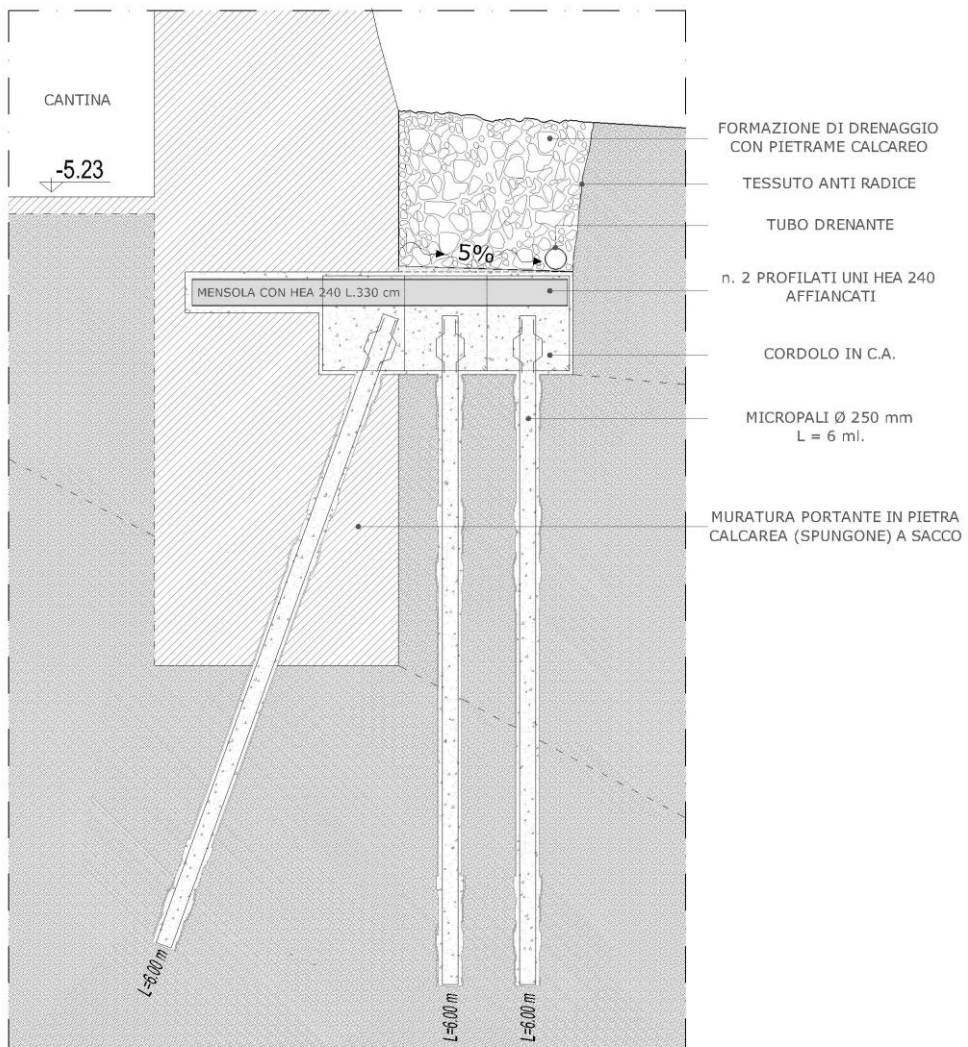 CANTINA
-5.23
FORMAZIONE DI DRENAGGIO
CON PIETRAME CALCAREO
TESSUTO ANTI RADICE
TUBO DRENANTE
5%
n. 2 PROFILATI UNI HEA 240
AFFIANCATI
MENSOLA CON HEA 240 L.330 cm
CORDOLO IN C.A.
MICROPALI Ø 250 mm
L = 6 ml.
MURATURA PORTANTE IN PIETRA
CALCAREA (SPUNGONE) A SACCO
L=6.00 m
L=6.00 m
L=6.00 m